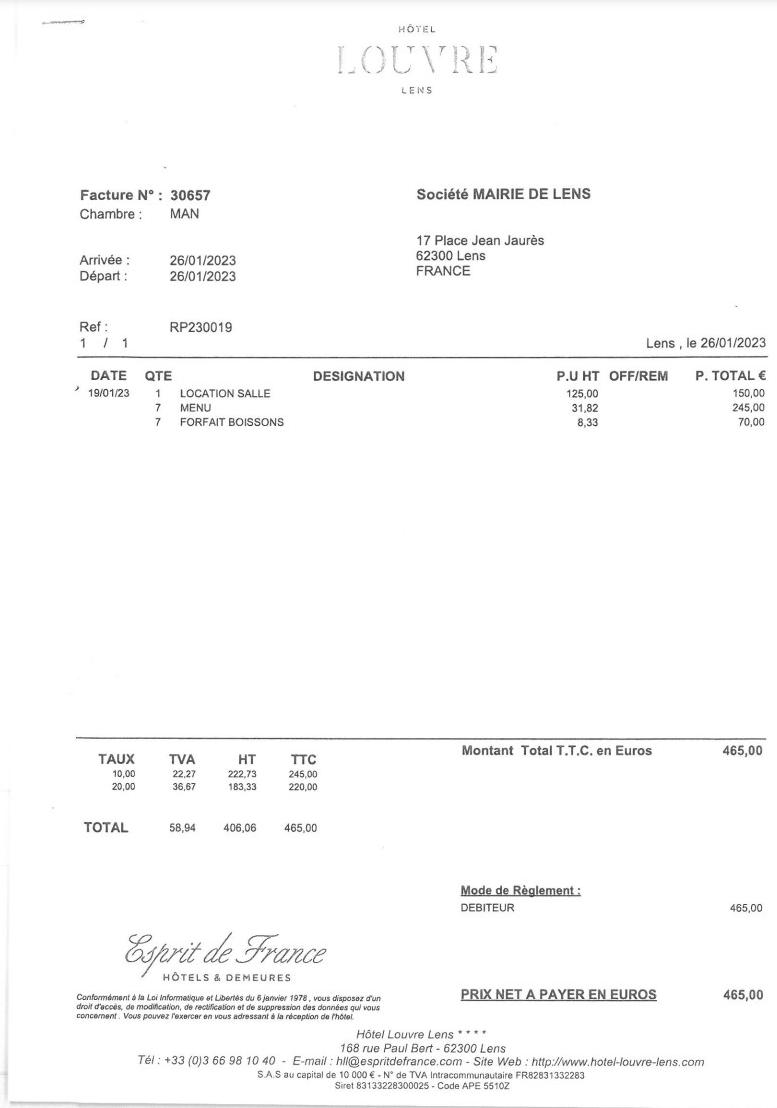 HÔTEL
LOUVRE
LENS
Facture N° : 30657
Société MAIRIE DE LENS
Chambre : MAN
17 Place Jean Jaurès
Arrivée : 26/01/2023
62300 Lens
Départ : 26/01/2023
FRANCE
Ref : RP230019
1 / 1
Lens , le 26/01/2023
DATE QTE DESIGNATION P.U HT OFF/REM P. TOTAL €
19/01/23 1 LOCATION SALLE 125,00 150,00
7 MENU 31,82 245,00
7 FORFAIT BOISSONS 8,33 70,00
Montant Total T.T.C. en Euros 465,00
TAUX TVA HT TTC
10,00 22,27 222,73 245,00
20,00 36,67 183,33 220,00
TOTAL 58,94 406,06 465,00
Mode de Règlement :
DEBITEUR 465,00
Esprit de France
HÔTELS & DEMEURES
PRIX NET A PAYER EN EUROS 465,00
Conformément à la Loi Informatique et Libertés du 6 janvier 1978 , vous disposez d'un
droit d'accès, de modification, de rectification et de suppression des données qui vous
concernent . Vous pouvez l'exercer en vous adressant à la réception de l'hôtel.
Hôtel Louvre Lens * * * *
168 rue Paul Bert - 62300 Lens
Tél : +33 (0)3 66 98 10 40 - E-mail : hll@espritdefrance.com - Site Web : http://www.hotel-louvre-lens.com
S.A.S au capital de 10 000 € - N° de TVA Intracommunautaire FR82831332283
Siret 83133228300025 - Code APE 5510Z